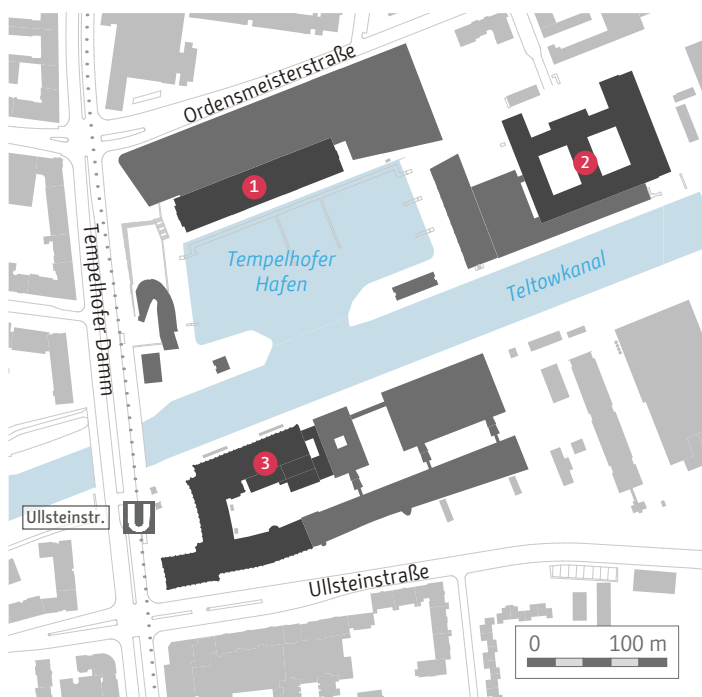 Ordensmeisterstraße
1
2
Tempelhofer
Hafen
Teltowkanal
Tempelhofer Damm
3
Ullsteinstr.
U
Ullsteinstraße
0 100 m